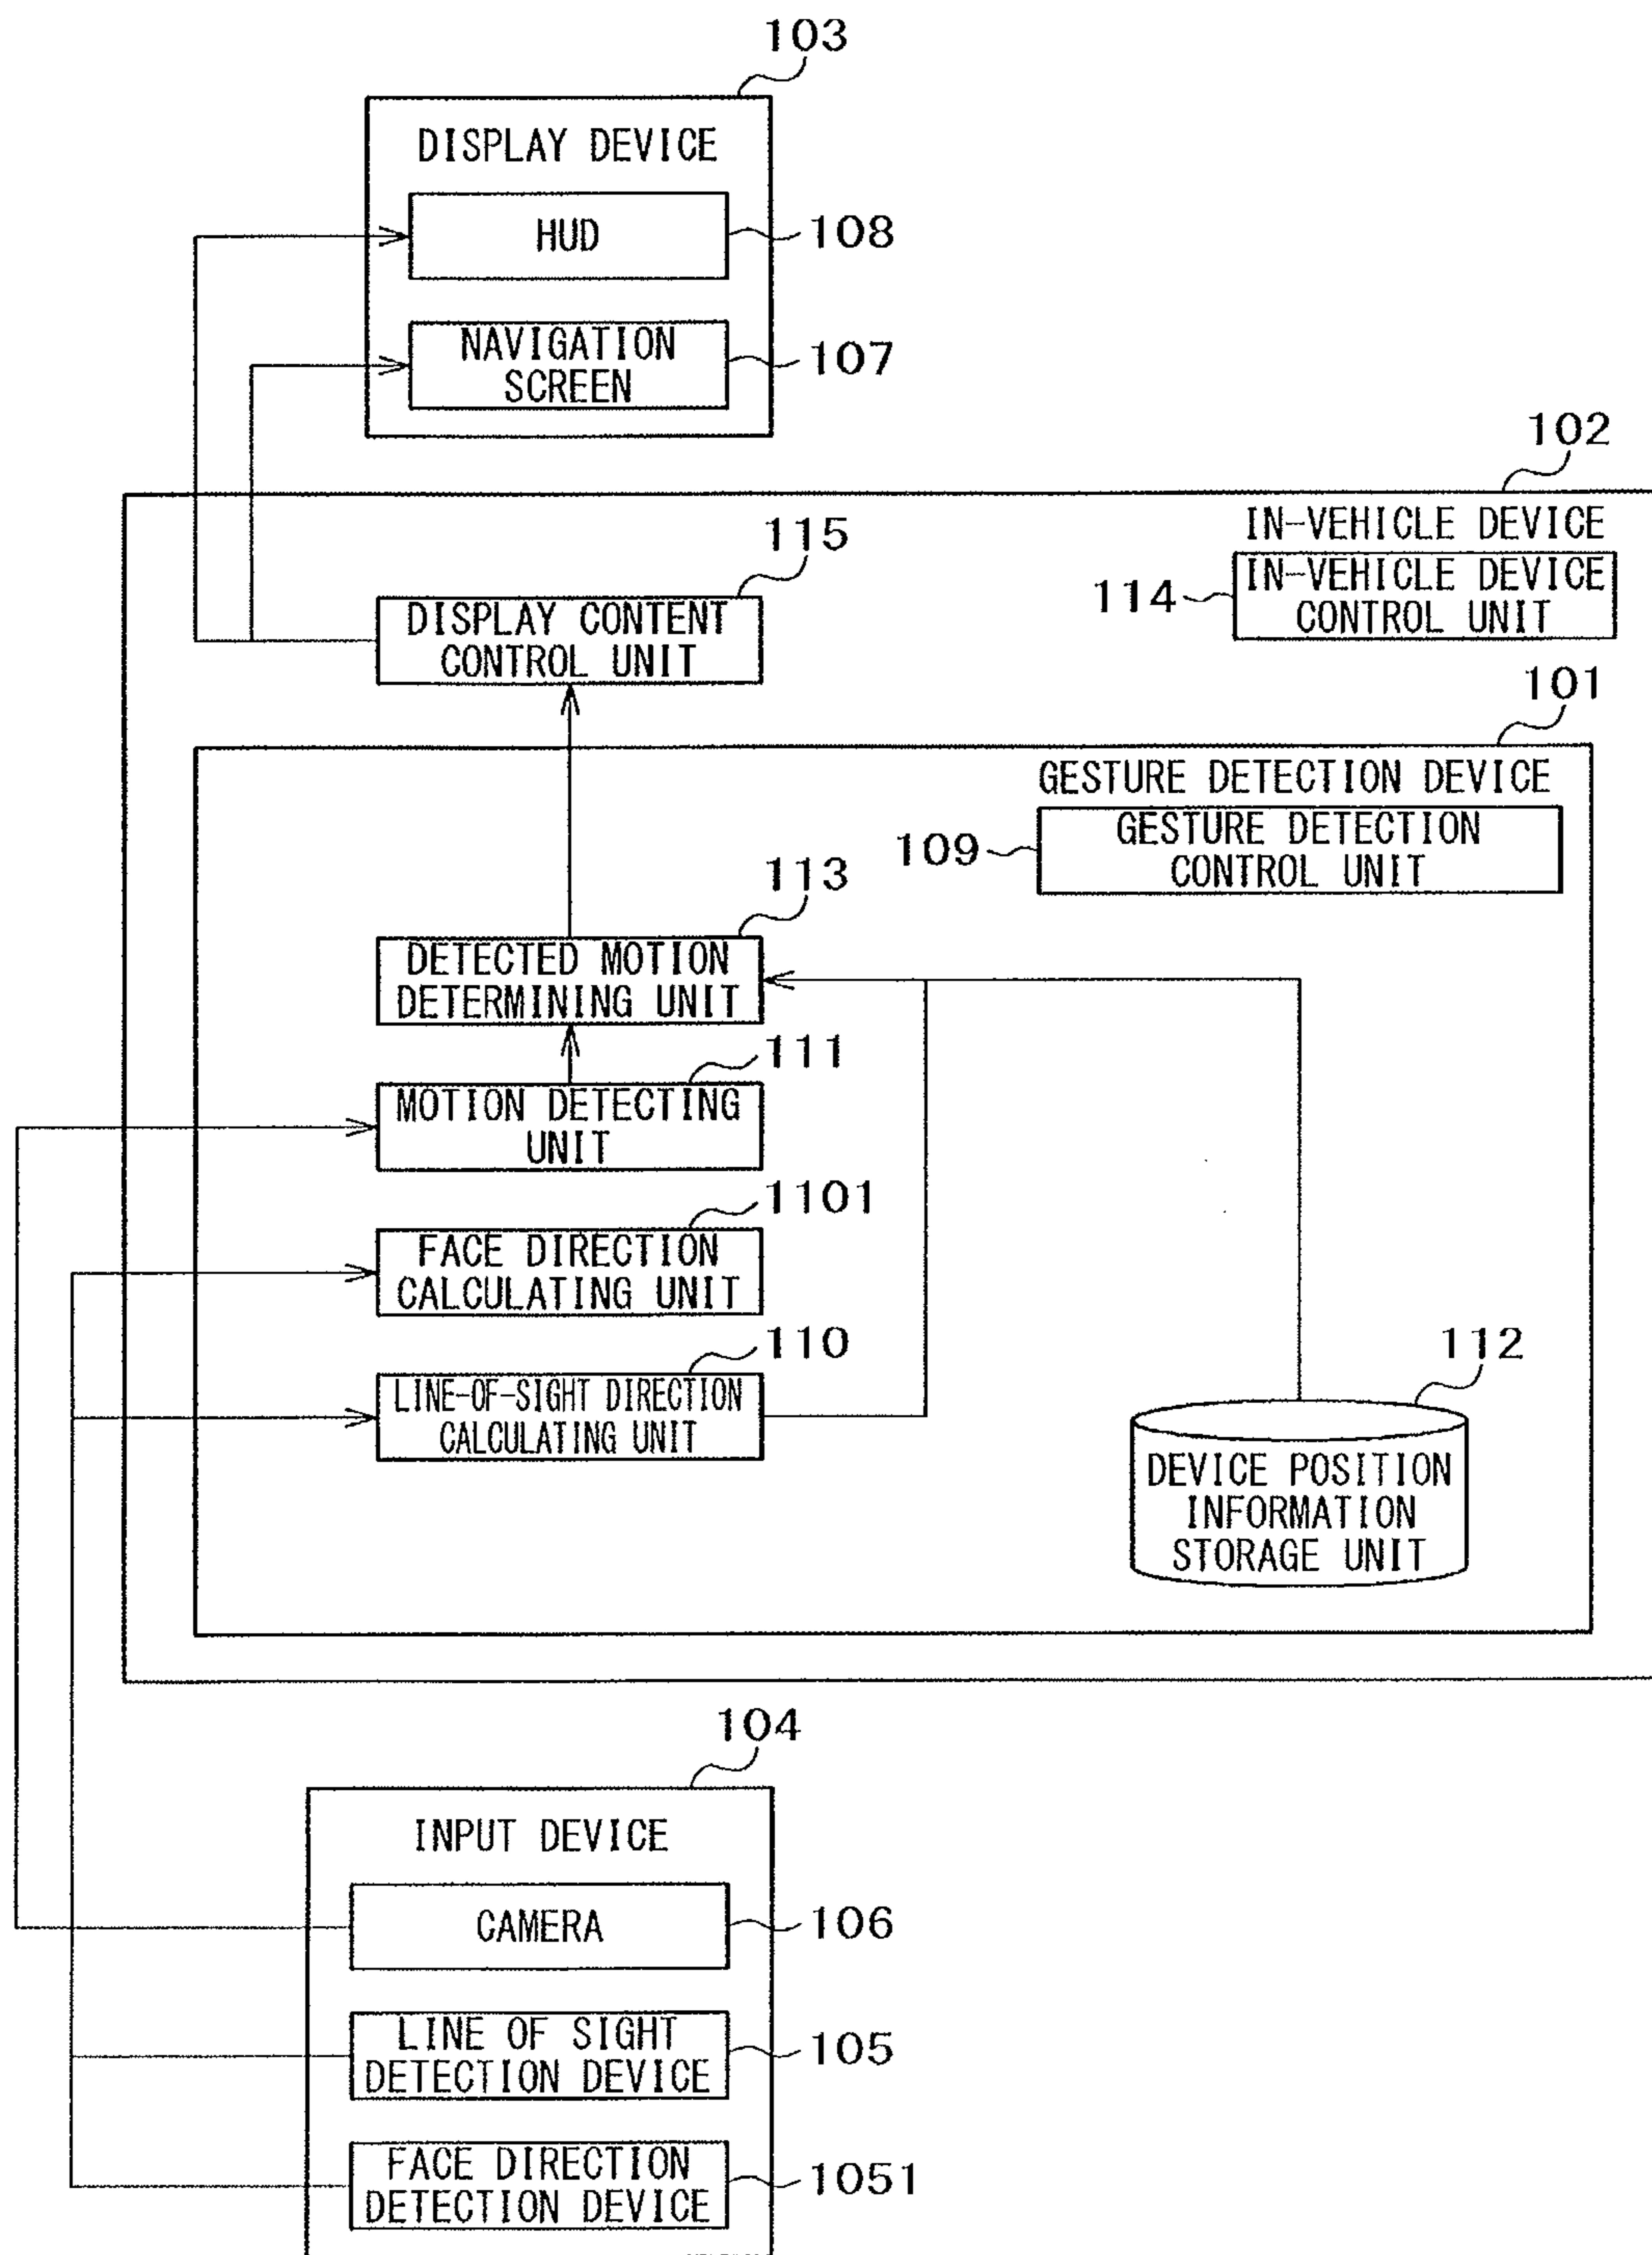 103
DISPLAY DEVICE
HUD
108
NAVIGATION
SCREEN
107
102
IN-VEHICLE DEVICE
115
IN-VEHICLE DEVICE
CONTROL UNIT
114
DISPLAY CONTENT
CONTROL UNIT
101
GESTURE DETECTION DEVICE
GESTURE DETECTION
CONTROL UNIT
109
113
DETECTED MOTION
DETERMINING UNIT
111
MOTION DETECTING
UNIT
1101
FACE DIRECTION
CALCULATING UNIT
110
LINE-OF-SIGHT DIRECTION
CALCULATING UNIT
112
DEVICE POSITION
INFORMATION
STORAGE UNIT
104
INPUT DEVICE
CAMERA
106
LINE OF SIGHT
DETECTION DEVICE
105
FACE DIRECTION
DETECTION DEVICE
1051